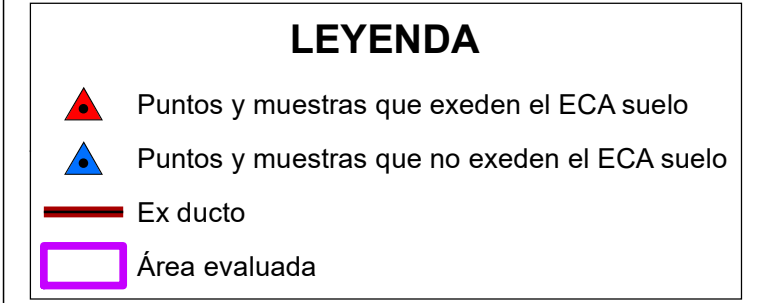 LEYENDA
Puntos y muestras que exeden el ECA suelo
Puntos y muestras que no exeden el ECA suelo
Ex ducto
Área evaluada